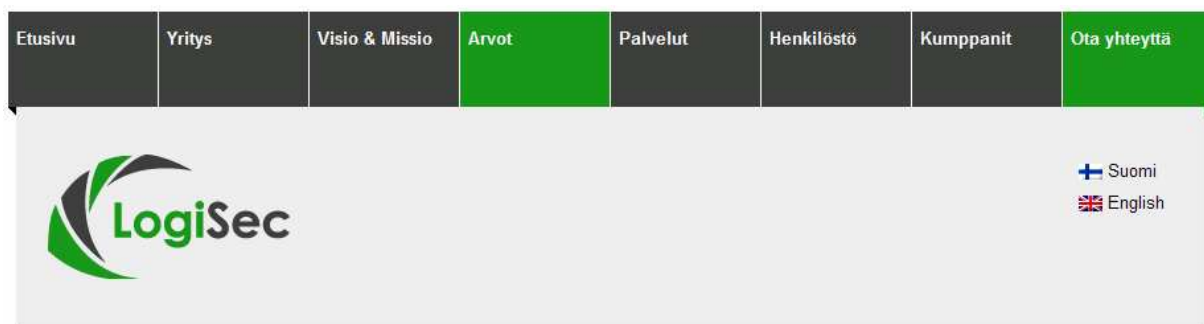 Etusivu Yritys Visio & Missio Arvot Palvelut Henkilöstö Kumppanit Ota yhteyttä
Suomi
English
LogiSec